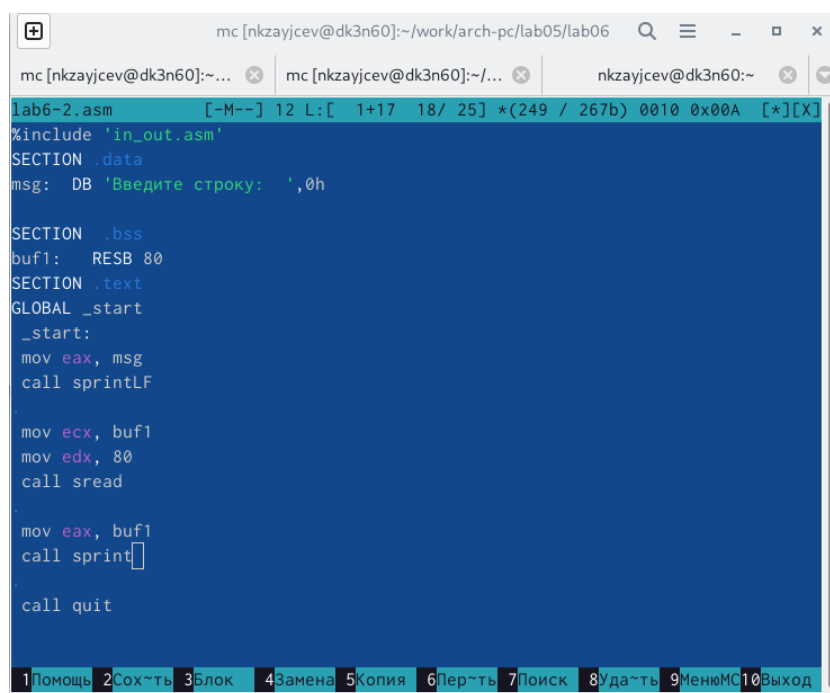 mc [nkzayjcev@dk3n60]:~/work/arch-pc/lab05/lab06
mc [nkzayjcev@dk3n60]:~... mc [nkzayjcev@dk3n60]:~/... nkzayjcev@dk3n60:~
lab6-2.asm [-M--] 12 L:[ 1+17 18/ 25] *(249 / 267b) 0010 0x00A [*][X]
%include 'in_out.asm'
SECTION .data
msg: DB 'Введите строку: ',0h
SECTION .bss
buf1: RESB 80
SECTION .text
GLOBAL _start
_start:
mov eax, msg
call sprintLF
.
mov ecx, buf1
mov edx, 80
call sread
.
mov eax, buf1
call sprint
.
call quit
1Помощь 2Сох~ть 3Блок 4Замена 5Копия 6Пер~ть 7Поиск 8Уда~ть 9МенюMC 10Выход